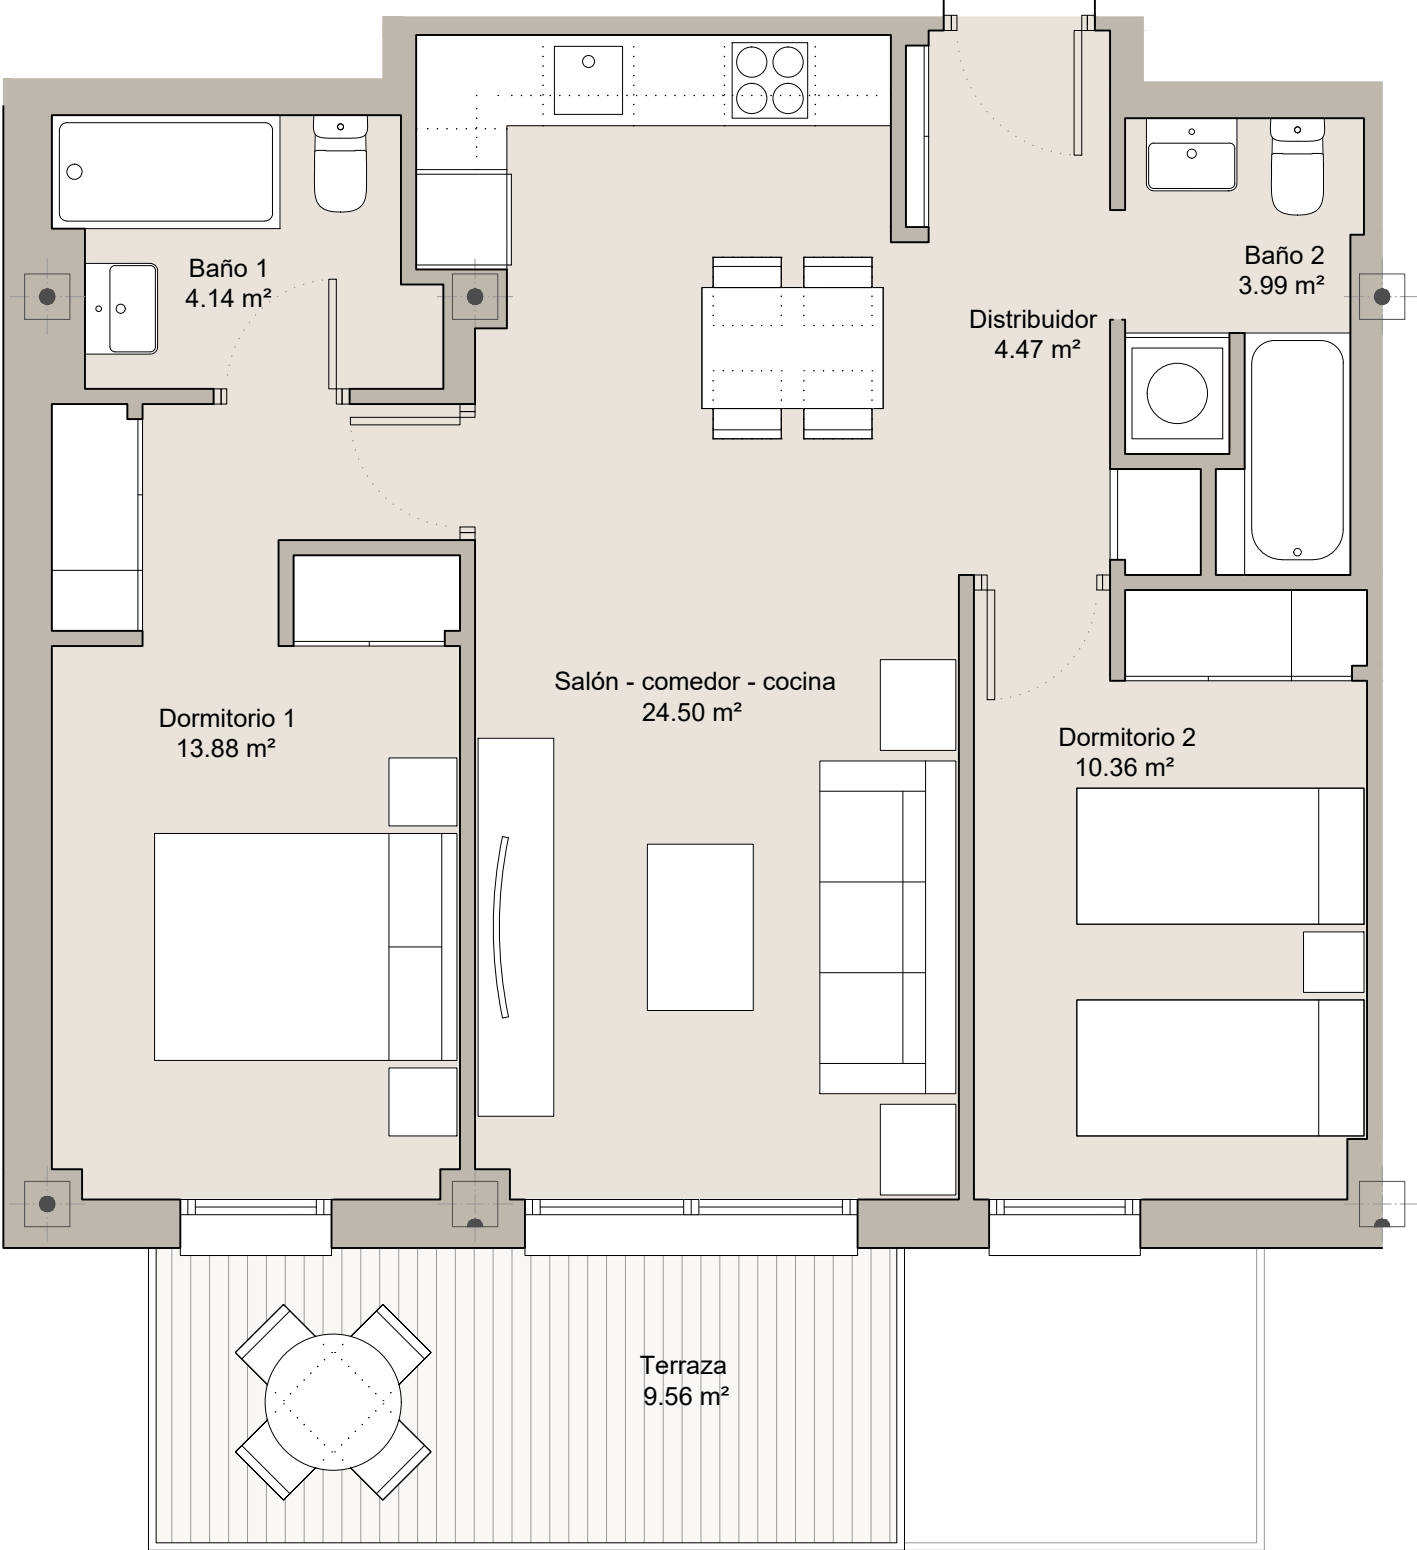 Baño 1
4.14 m²
Baño 2
3.99 m²
Distribuidor
4.47 m²
Salón - comedor - cocina
24.50 m²
Dormitorio 1
13.88 m²
Dormitorio 2
10.36 m²
Terraza
9.56 m²